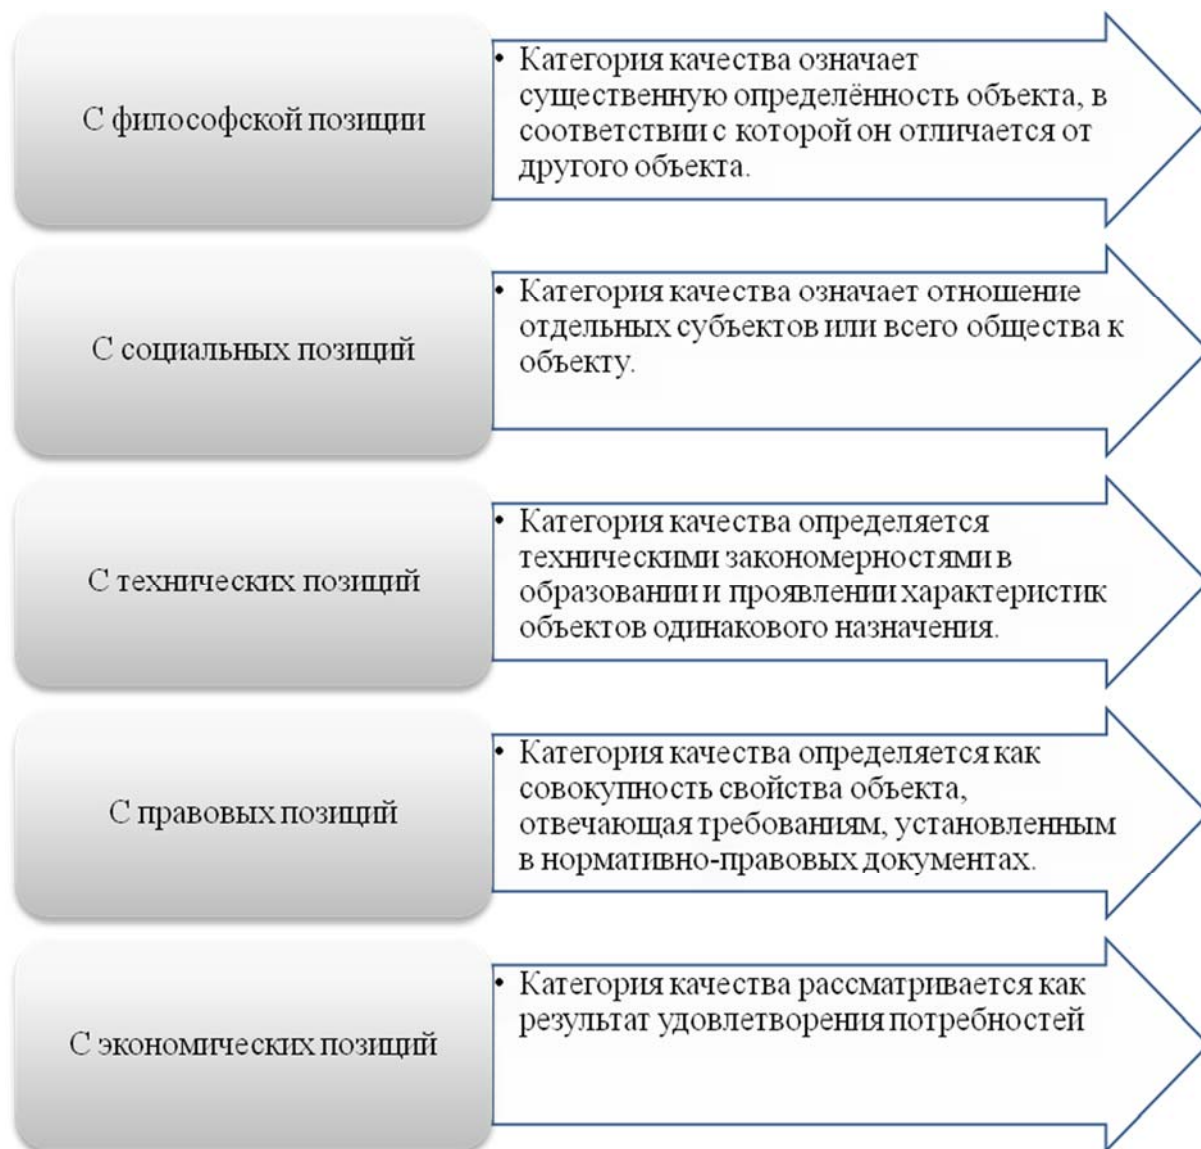 С философской позиции
• Категория качества означает
существенную определённость объекта, в
соответствии с которой он отличается от
другого объекта.
С социальных позиций
• Категория качества означает отношение
отдельных субъектов или всего общества к
объекту.
С технических позиций
• Категория качества определяется
техническими закономерностями в
образовании и проявлении характеристик
объектов одинакового назначения.
С правовых позиций
• Категория качества определяется как
совокупность свойства объекта,
отвечающая требованиям, установленным
в нормативно-правовых документах.
С экономических позиций
• Категория качества рассматривается как
результат удовлетворения потребностей